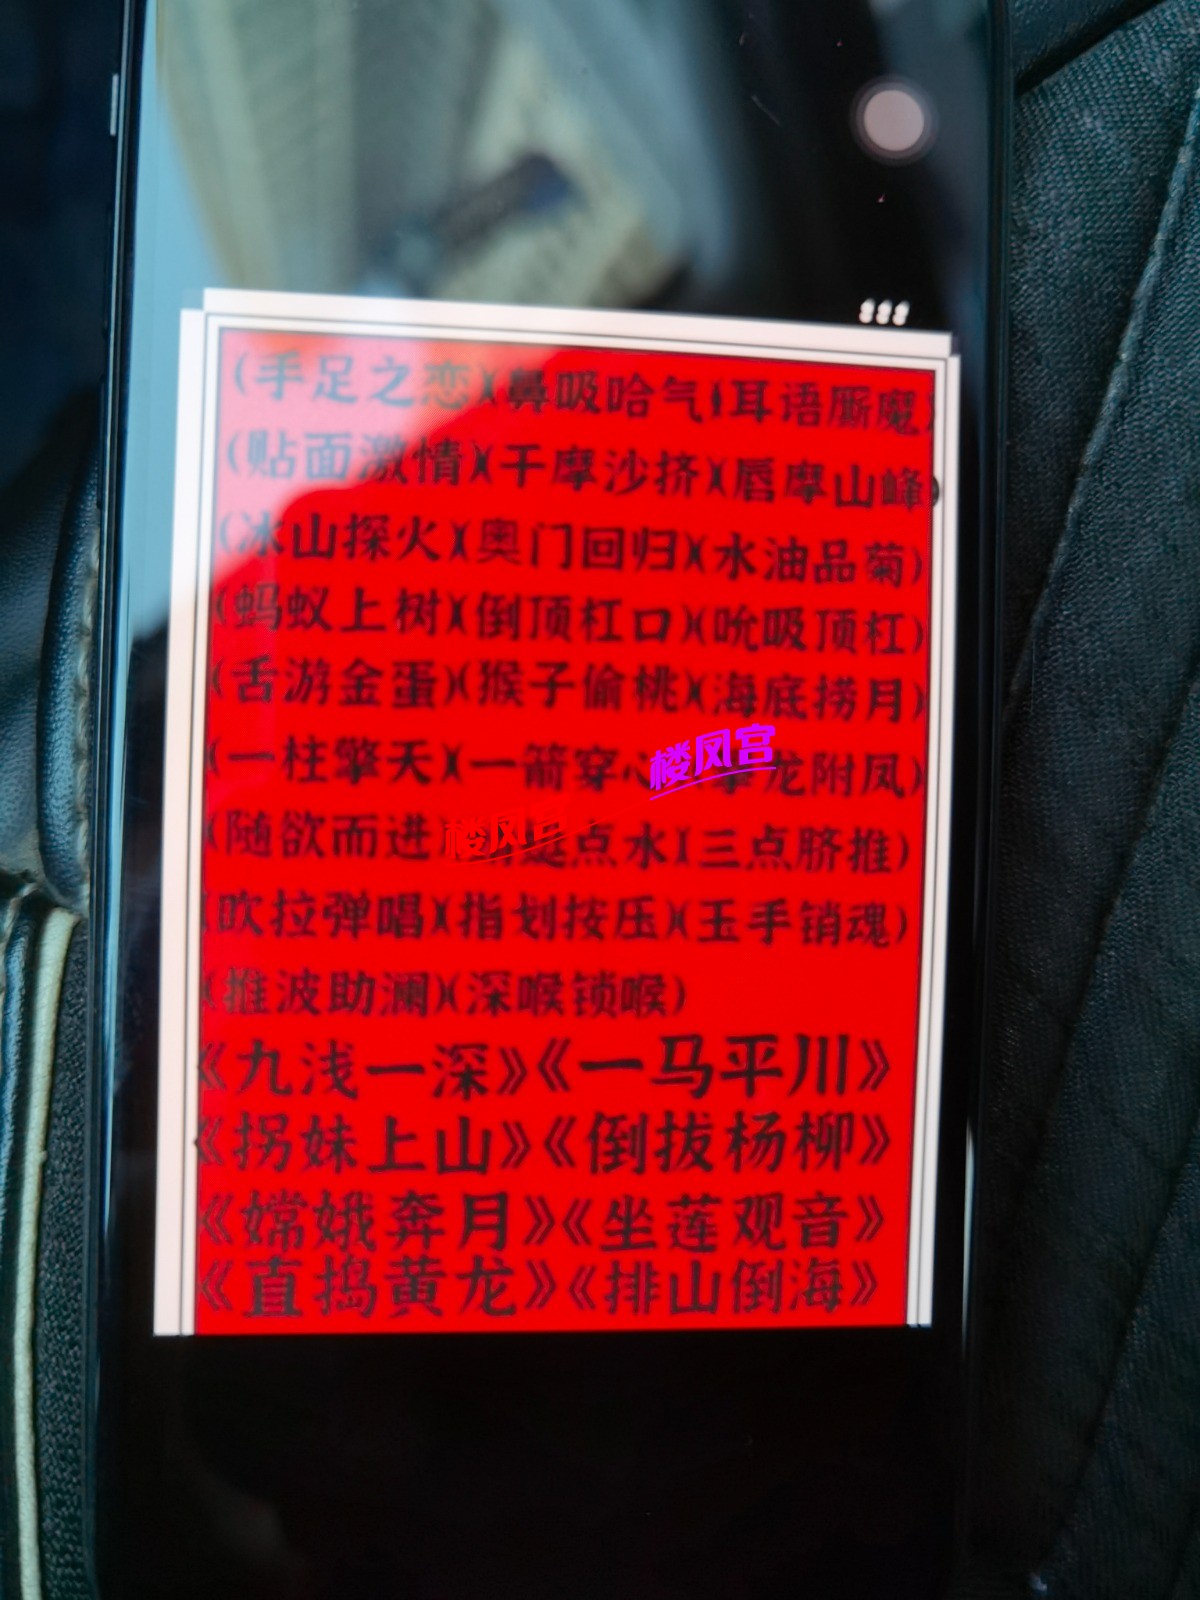 (手足之恋)(鼻吸哈气)(耳语厮魔)
(贴面激情)(干摩沙挤)(唇摩山峰)
(冰山探火)(奥门回归)(水油品菊)
(蚂蚁上树)(倒顶杠口)(吮吸顶杠)
(舌游金蛋)(猴子偷桃)(海底捞月)
(一柱擎天)(一箭穿心 龙附凤)
楼凤宫
(随欲而进) 点水)(三点脐推)
楼凤宫
(吹拉弹唱)(指划按压)(玉手销魂)
(推波助澜)(深喉锁喉)
《九浅一深》《一马平川》
《拐妹上山》《倒拔杨柳》
《嫦娥奔月》《坐莲观音》
《直捣黄龙》《排山倒海》